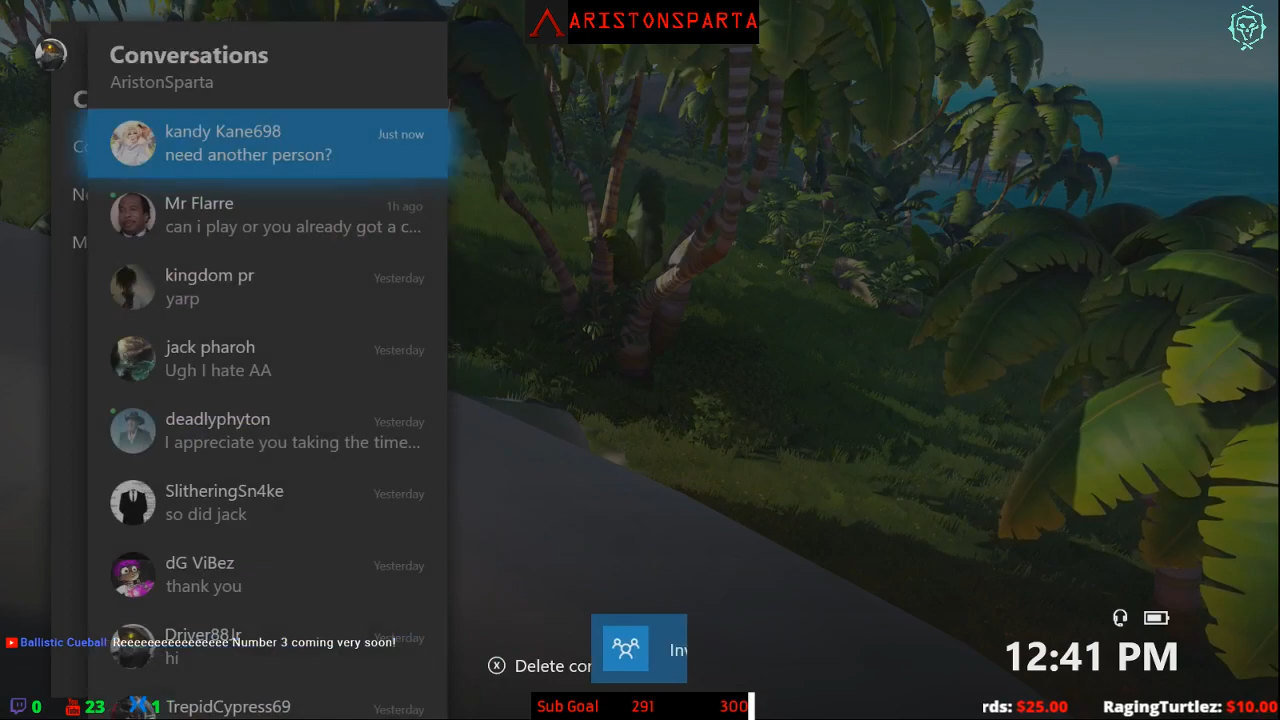 ARISTONSPARTA
Conversations
AristonSparta
C
kandy Kane698
Just now
need another person?
Mr Flarre
1h ago
can i play or you already got a c...
kingdom pr
Yesterday
yarp
jack pharoh
Yesterday
Ugh I hate AA
deadlyphyton
Yesterday
I appreciate you taking the time...
SlitheringSn4ke
Yesterday
so did jack
dG ViBez
Yesterday
thank you
Driver88Jr
Yesterday
Ballistic Cueball Reeeeeeeeeeeeeeee Number 3 coming very soon!
hi
TrepidCypress69
Yesterday
C
N
M
Inv
Delete con
12:41 PM
0 23 1
Sub Goal 291 300
rds: $25.00 RagingTurtlez: $10.00